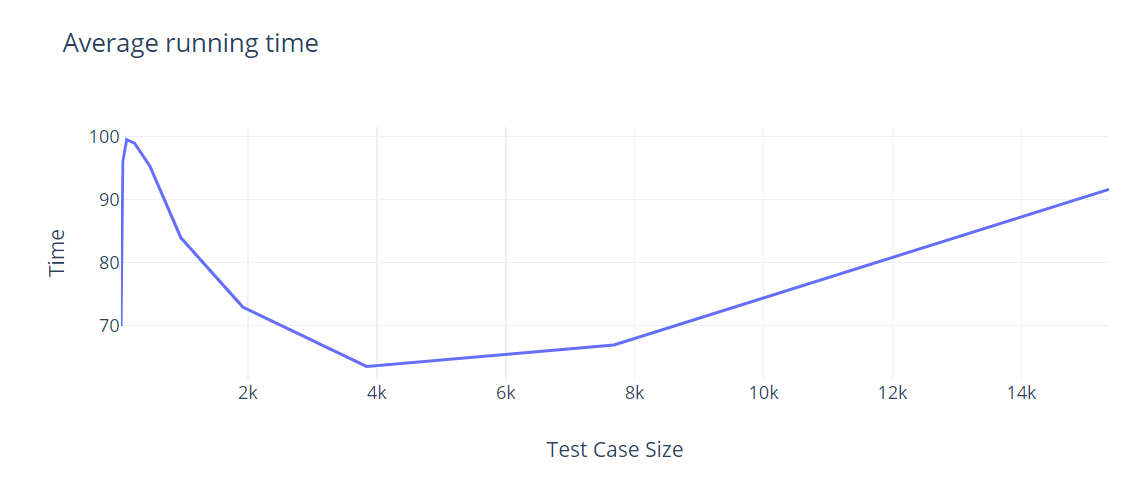 Average running time
100
90
80
70
Time
2k 4k 6k 8k 10k 12k 14k
Test Case Size